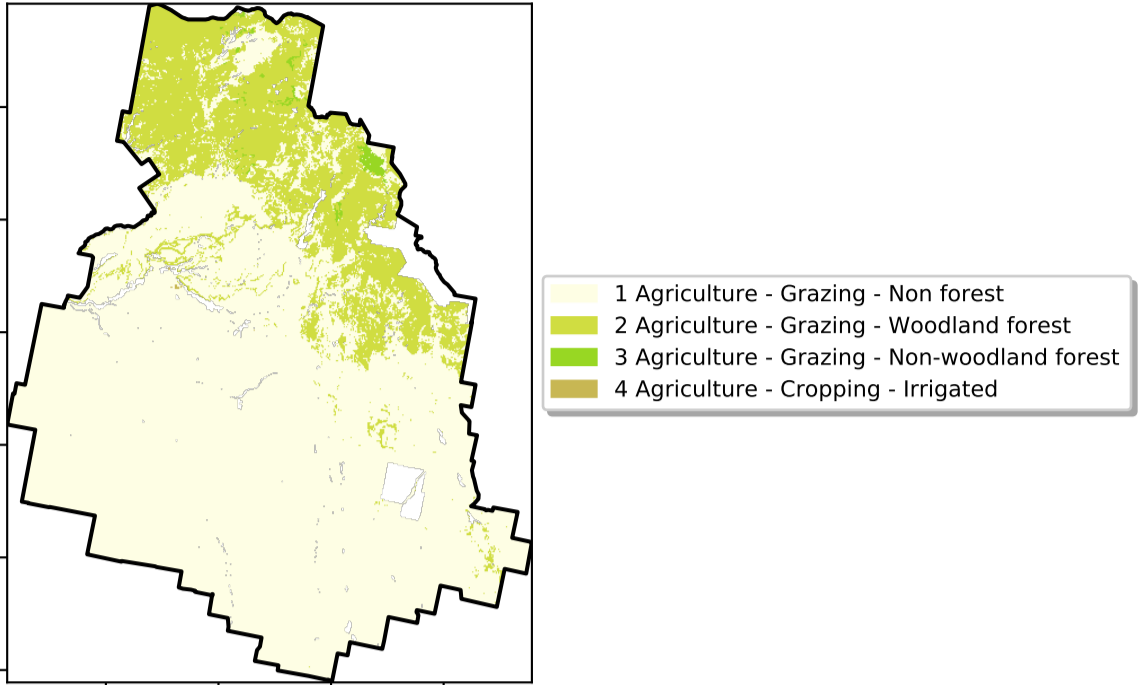 1 Agriculture - Grazing - Non forest
2 Agriculture - Grazing - Woodland forest
3 Agriculture - Grazing - Non-woodland forest
4 Agriculture - Cropping - Irrigated